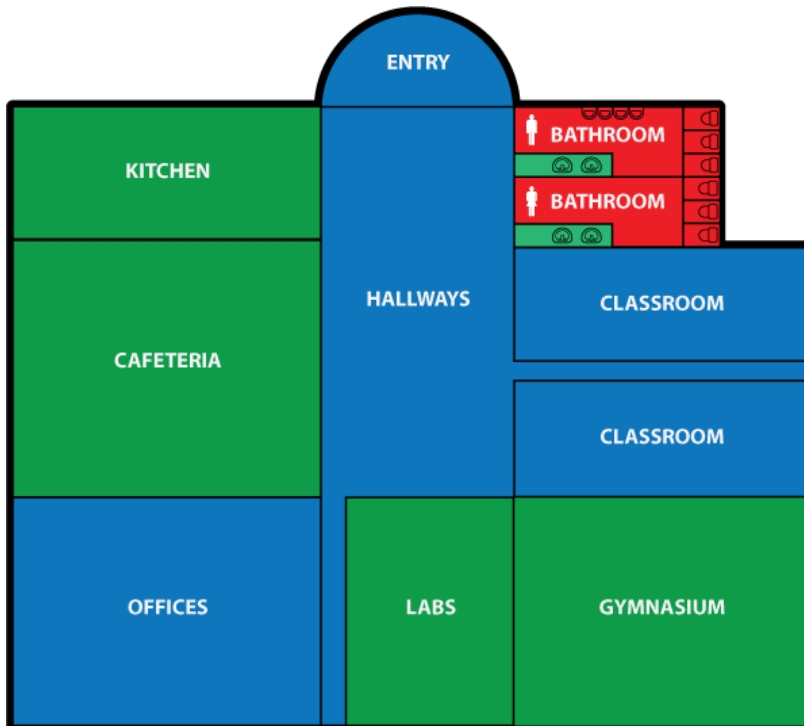 ENTRY
KITCHEN
BATHROOM
BATHROOM
HALLWAYS
CLASSROOM
CAFETERIA
CLASSROOM
OFFICES
LABS
GYMNASIUM